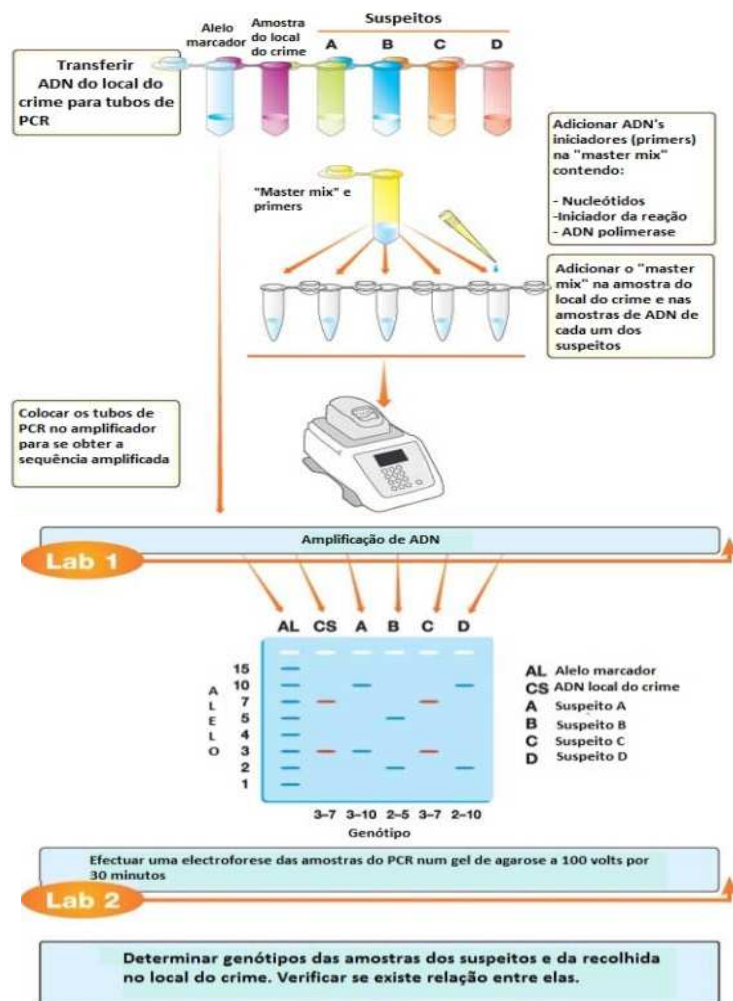 Suspeitos
Alelo
marcador
Amostra
do local
do crime
A B C D
Transferir
ADN do local do
crime para tubos de
PCR
Adicionar ADN's
iniciadores (primers)
na "master mix"
contendo:
- Nucleótidos
-Iniciador da reação
- ADN polimerase
"Master mix" e
primers
Adicionar o "master
mix" na amostra do
local do crime e nas
amostras de ADN de
cada um dos
suspeitos
Colocar os tubos de
PCR no amplificador
para se obter a
sequência amplificada
Amplificação de ADN
Lab 1
AL CS A B C D
ALELO
15
10
7
5
4
3
2
1
AL Alelo marcador
CS ADN local do crime
A Suspeito A
B Suspeito B
C Suspeito C
D Suspeito D
3–7 3–10 2–5 3–7 2–10
Genótipo
Efectuar uma electroforese das amostras do PCR num gel de agarose a 100 volts por
30 minutos
Lab 2
Determinar genótipos das amostras dos suspeitos e da recolhida
no local do crime. Verificar se existe relação entre elas.